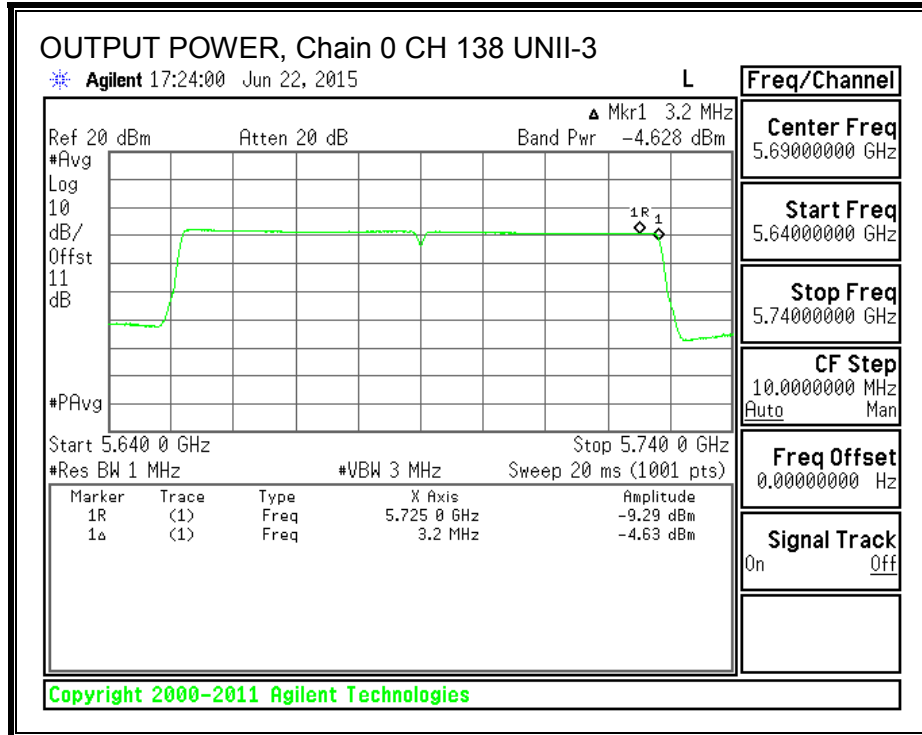 OUTPUT POWER, Chain 0 CH 138 UNII-3
Agilent 17:24:00 Jun 22, 2015 L
Freq/Channel
Δ Mkr1 3.2 MHz
Ref 20 dBm Atten 20 dB Band Pwr -4.628 dBm
#Avg
Log
10
dB/
Offst
11
dB
1R 1
#PAvg
Start 5.640 0 GHz Stop 5.740 0 GHz
#Res BW 1 MHz #VBW 3 MHz Sweep 20 ms (1001 pts)
Marker Trace Type X Axis Amplitude
1R (1) Freq 5.725 0 GHz -9.29 dBm
1Δ (1) Freq 3.2 MHz -4.63 dBm
Center Freq
5.69000000 GHz
Start Freq
5.64000000 GHz
Stop Freq
5.74000000 GHz
CF Step
10.0000000 MHz
Auto Man
Freq Offset
0.00000000 Hz
Signal Track
On Off
Copyright 2000-2011 Agilent Technologies